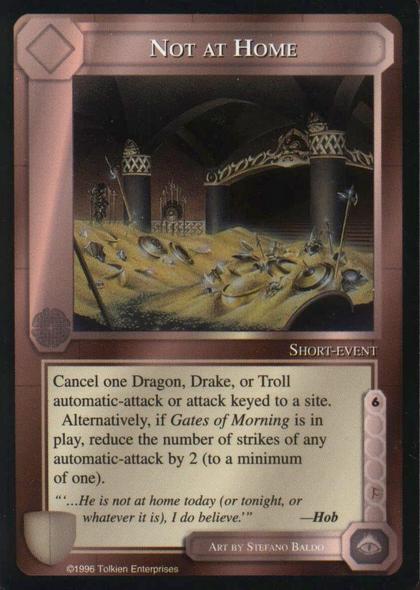 NOT AT HOME
SHORT-EVENT
Cancel one Dragon, Drake, or Troll
automatic-attack or attack keyed to a site.
Alternatively, if Gates of Morning is in
play, reduce the number of strikes of any
automatic-attack by 2 (to a minimum
of one).
“‘...He is not at home today (or tonight, or
whatever it is), I do believe.’” —Hob
6
ART BY STEFANO BALDO
©1996 Tolkien Enterprises